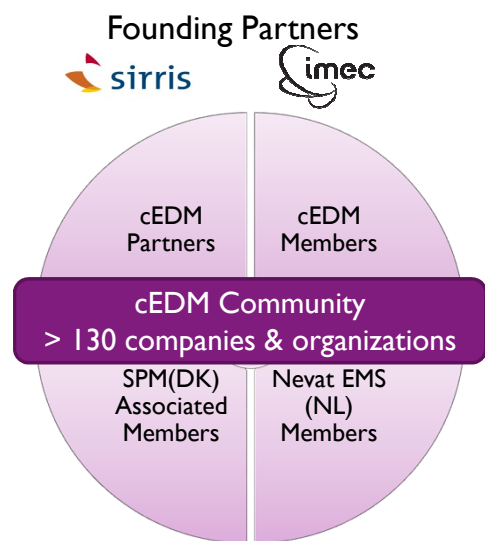 Founding Partners
sirris
imec
cEDM
Partners
cEDM
Members
cEDM Community
> 130 companies & organizations
SPM(DK)
Associated
Members
Nevat EMS
(NL)
Members